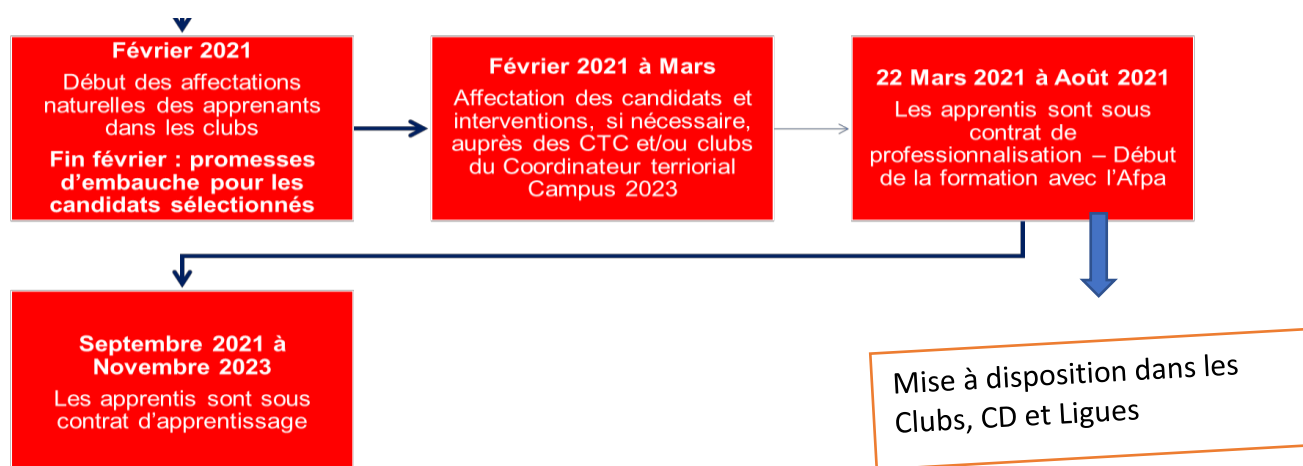 Février 2021
Début des affectations
naturelles des apprenants
dans les clubs
Fin février : promesses
d'embauche pour les
candidats sélectionnés
Février 2021 à Mars
Affectation des candidats et
interventions, si nécessaire,
auprès des CTC et/ou clubs
du Coordinateur terriorial
Campus 2023
22 Mars 2021 à Août 2021
Les apprentis sont sous
contrat de
professionnalisation – Début
de la formation avec l'Afpa
Septembre 2021 à
Novembre 2023
Les apprentis sont sous
contrat d'apprentissage
Mise à disposition dans les
Clubs, CD et Ligues